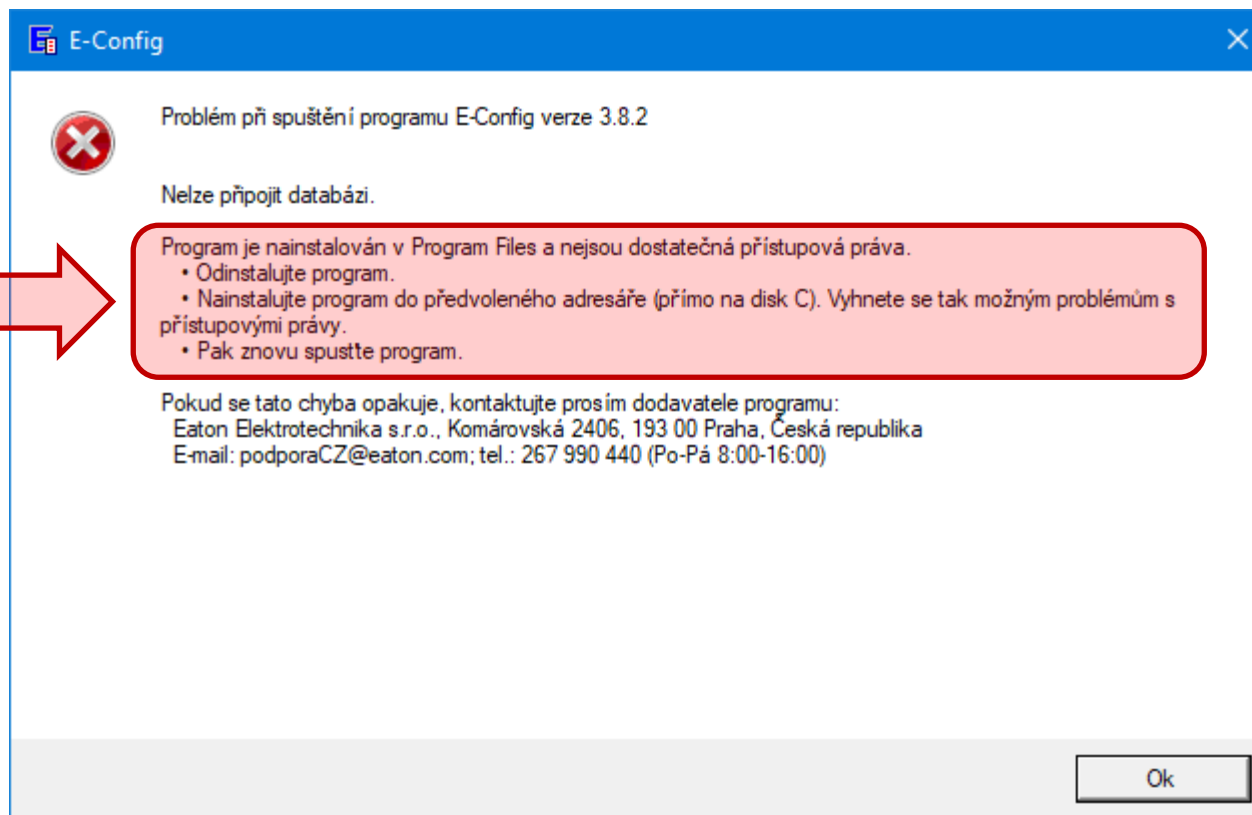 E-Config
Problém při spuštění programu E-Config verze 3.8.2
Nelze připojit databázi.
Program je nainstalován v Program Files a nejsou dostatečná přístupová práva.
• Odinstalujte program.
• Nainstalujte program do předvoleného adresáře (přímo na disk C). Vyhnete se tak možným problémům s
přístupovými právy.
• Pak znovu spusťte program.
Pokud se tato chyba opakuje, kontaktujte prosím dodavatele programu:
Eaton Elektrotechnika s.r.o., Komárovská 2406, 193 00 Praha, Česká republika
E-mail: podporaCZ@eaton.com; tel.: 267 990 440 (Po-Pá 8:00-16:00)
Ok